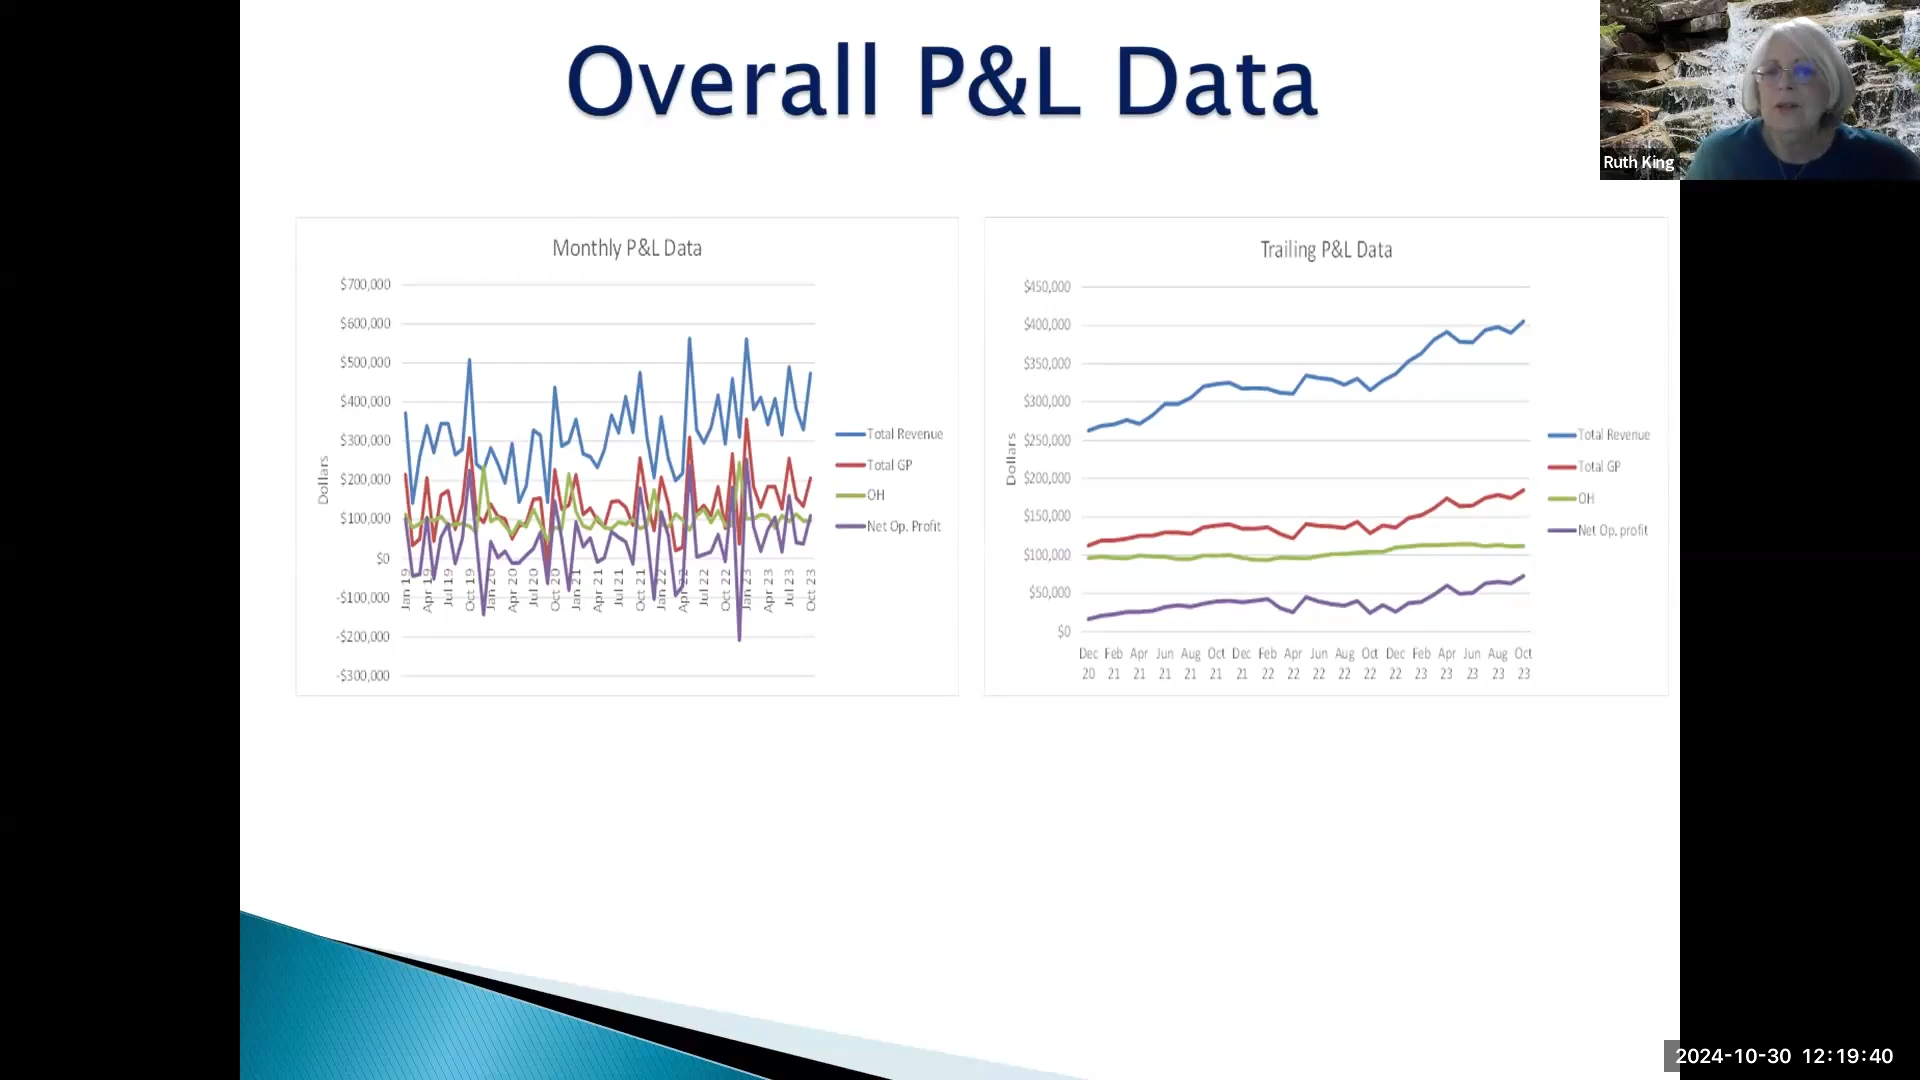 Overall P&L Data
Ruth King
Monthly P&L Data
$700,000
$600,000
$500,000
$400,000
$300,000
$200,000
$100,000
$0
-$100,000
-$200,000
-$300,000
Dollars
Jan 19
Apr 19
Jul 19
Oct 19
Jan 20
Apr 20
Jul 20
Oct 20
Jan 21
Apr 21
Jul 21
Oct 21
Jan 22
Apr 22
Jul 22
Oct 22
Jan 23
Apr 23
Jul 23
Oct 23
Total Revenue
Total GP
OH
Net Op. Profit
Trailing P&L Data
$450,000
$400,000
$350,000
$300,000
$250,000
$200,000
$150,000
$100,000
$50,000
$0
Dollars
Dec Feb Apr Jun Aug Oct Dec Feb Apr Jun Aug Oct Dec Feb Apr Jun Aug Oct
20 21 21 21 21 21 21 22 22 22 22 22 22 23 23 23 23 23
Total Revenue
Total GP
OH
Net Op. profit
2024-10-30 12:19:40